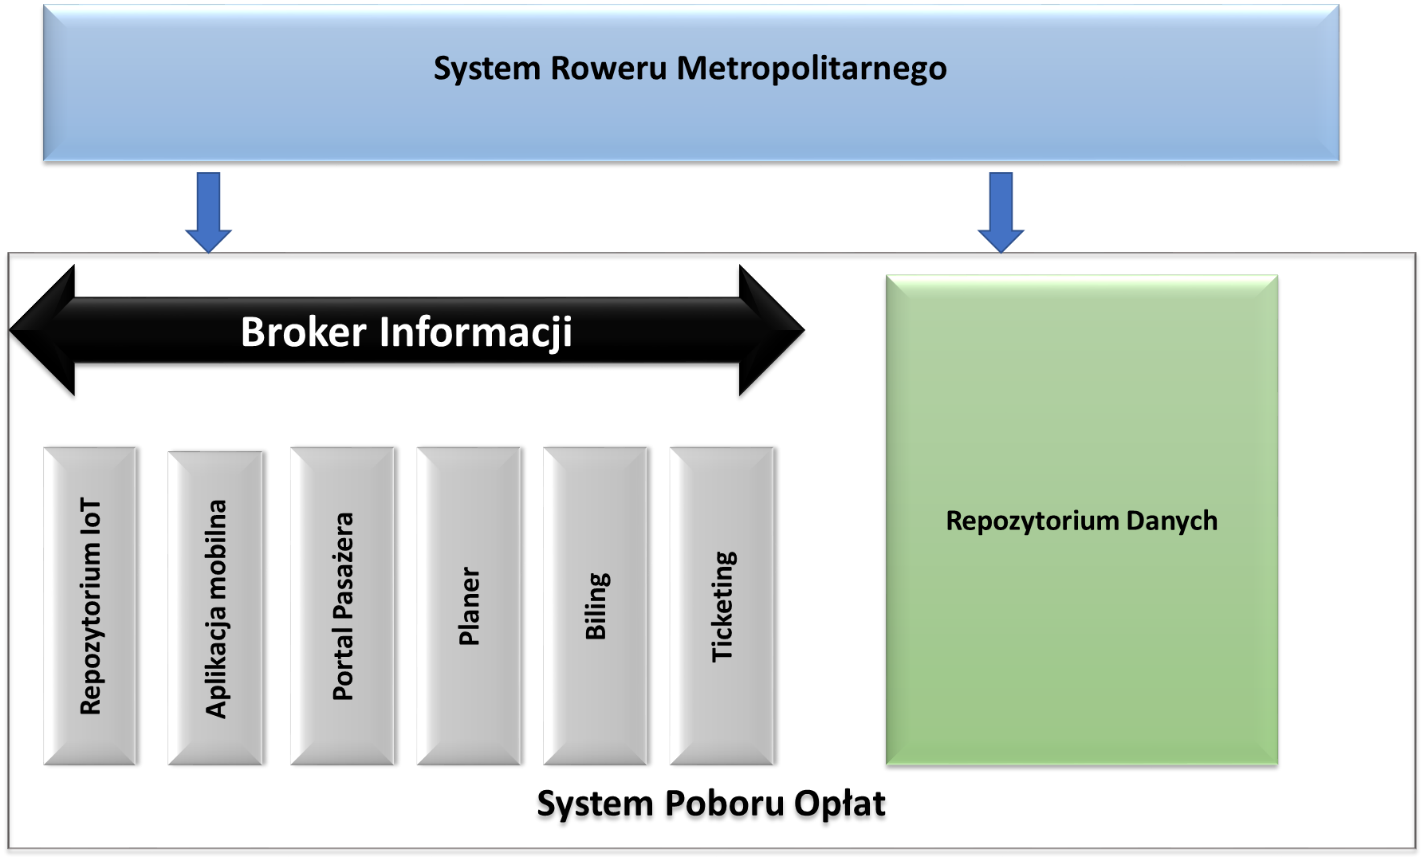 System Roweru Metropolitarnego
Broker Informacji
Repozytorium IoT
Aplikacja mobilna
Portal Pasażera
Planer
Biling
Ticketing
Repozytorium Danych
System Poboru Opłat